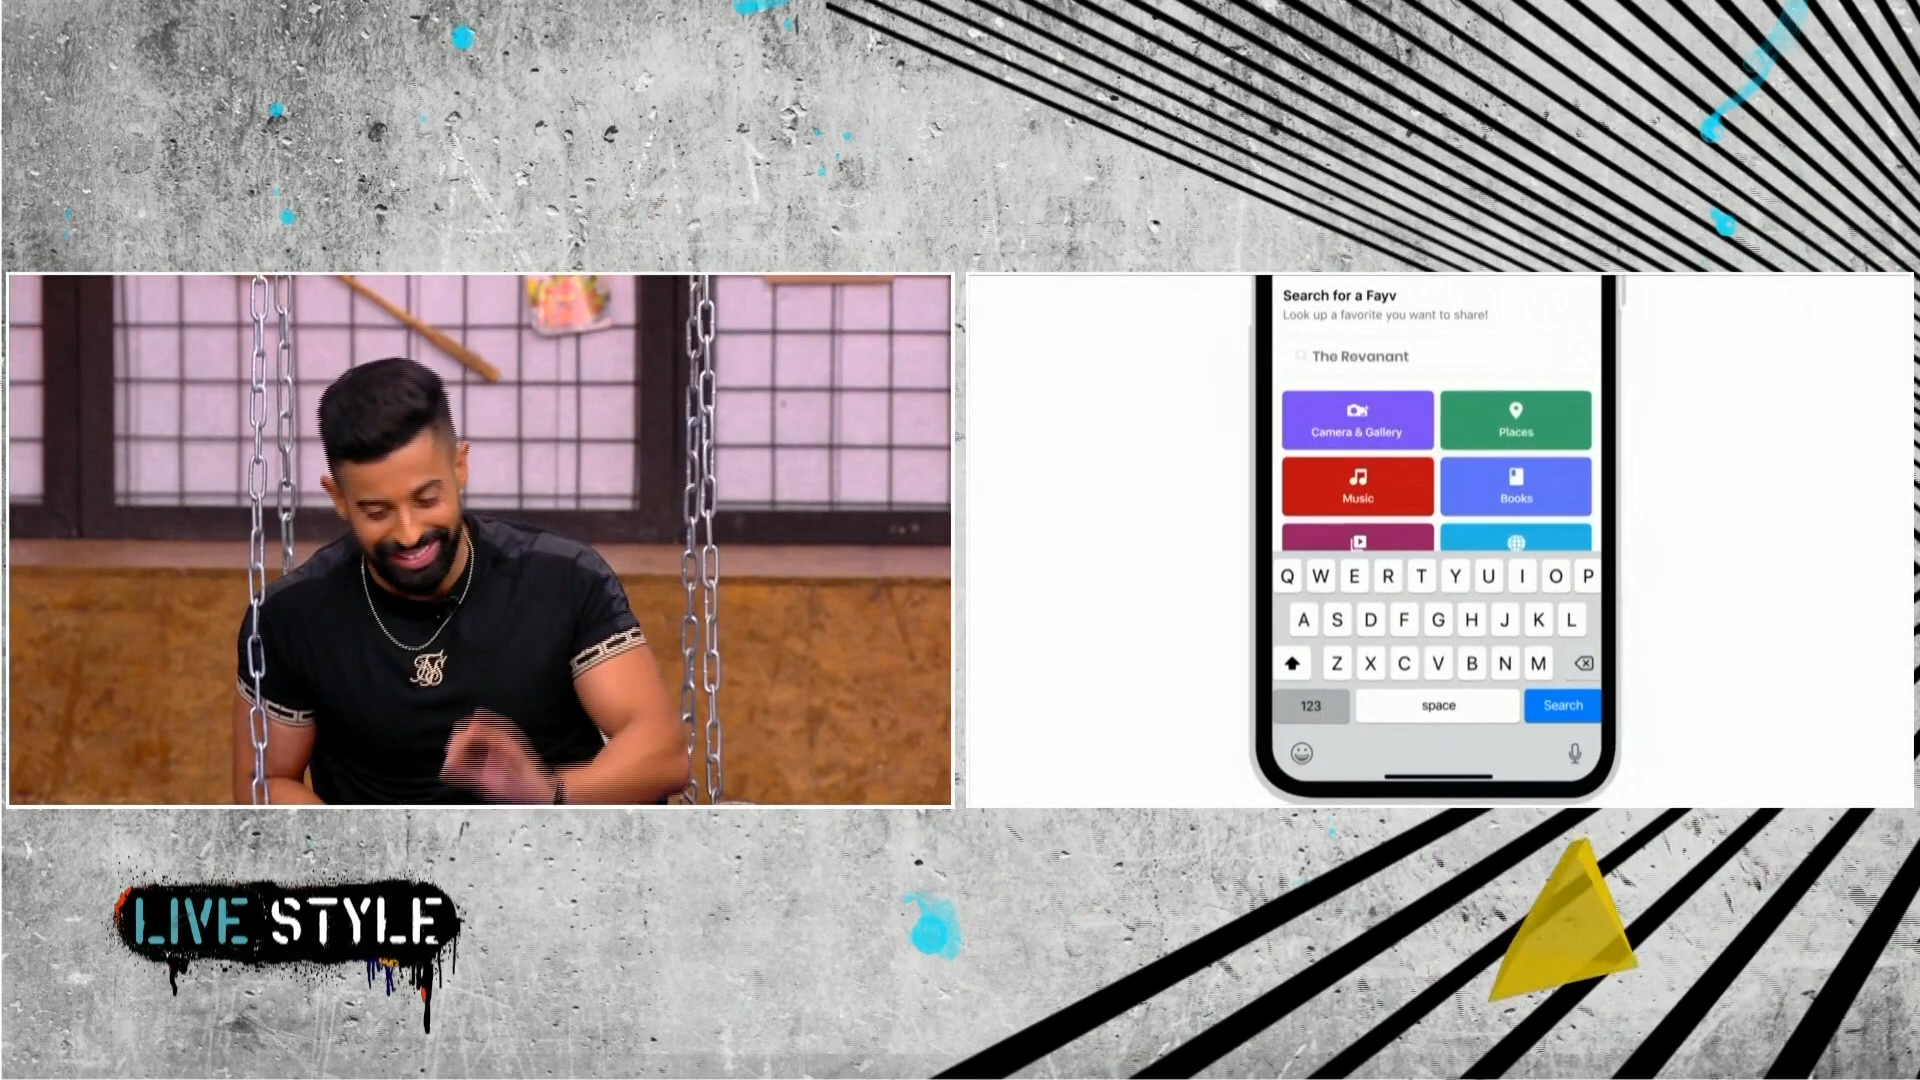 Search for a Fayv
Look up a favorite you want to share!
The Revanant
Camera & Gallery
Places
Music
Books
Q W E R T Y U I O P
A S D F G H J K L
Z X C V B N M
123
space
Search
LIVE STYLE